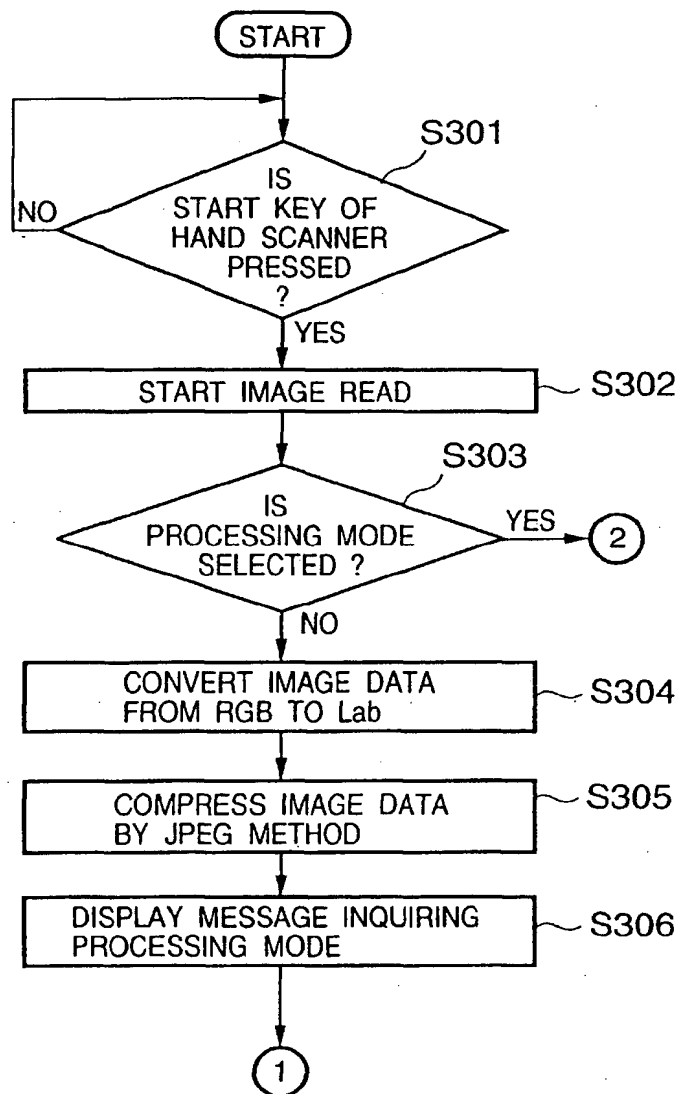 START
S301
IS
START KEY OF
HAND SCANNER
PRESSED
?
NO
YES
START IMAGE READ
S302
S303
IS
PROCESSING MODE
SELECTED ?
YES
2
NO
CONVERT IMAGE DATA
FROM RGB TO Lab
S304
COMPRESS IMAGE DATA
BY JPEG METHOD
S305
DISPLAY MESSAGE INQUIRING
PROCESSING MODE
S306
1